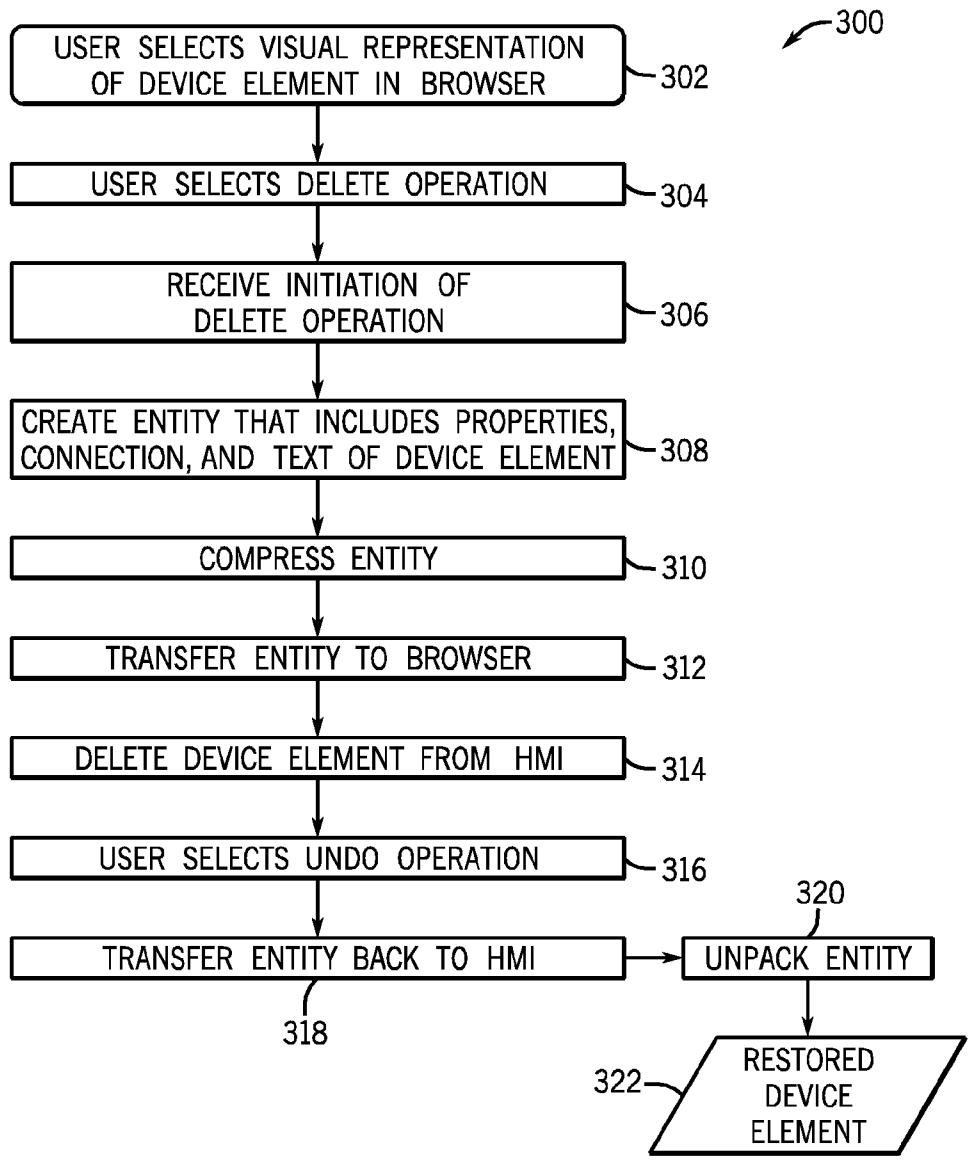 300
USER SELECTS VISUAL REPRESENTATION
OF DEVICE ELEMENT IN BROWSER
302
USER SELECTS DELETE OPERATION
304
RECEIVE INITIATION OF
DELETE OPERATION
306
CREATE ENTITY THAT INCLUDES PROPERTIES,
CONNECTION, AND TEXT OF DEVICE ELEMENT
308
COMPRESS ENTITY
310
TRANSFER ENTITY TO BROWSER
312
DELETE DEVICE ELEMENT FROM HMI
314
USER SELECTS UNDO OPERATION
316
TRANSFER ENTITY BACK TO HMI
318
320
UNPACK ENTITY
322
RESTORED
DEVICE
ELEMENT